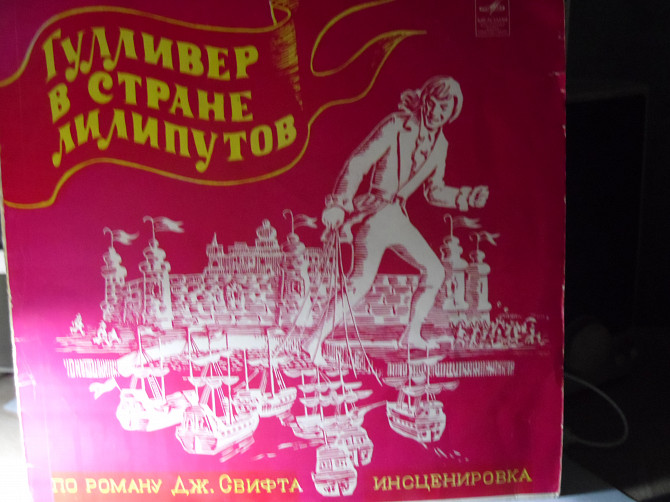 Гулливер
в стране
лилипутов
по роману Дж. Свифта инсценировка